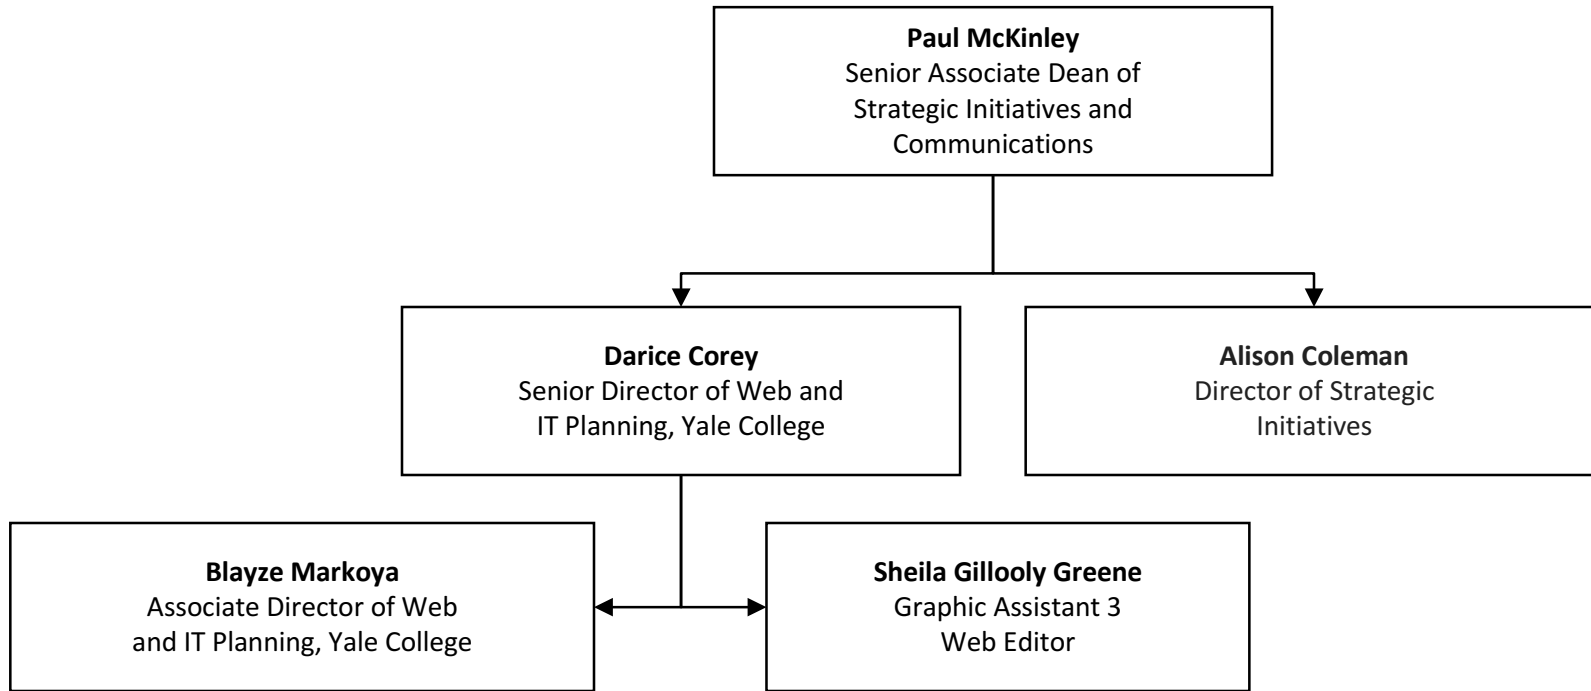 Paul McKinley
Senior Associate Dean of
Strategic Initiatives and
Communications
Darice Corey
Senior Director of Web and
IT Planning, Yale College
Alison Coleman
Director of Strategic
Initiatives
Blayze Markoya
Associate Director of Web
and IT Planning, Yale College
Sheila Gillooly Greene
Graphic Assistant 3
Web Editor